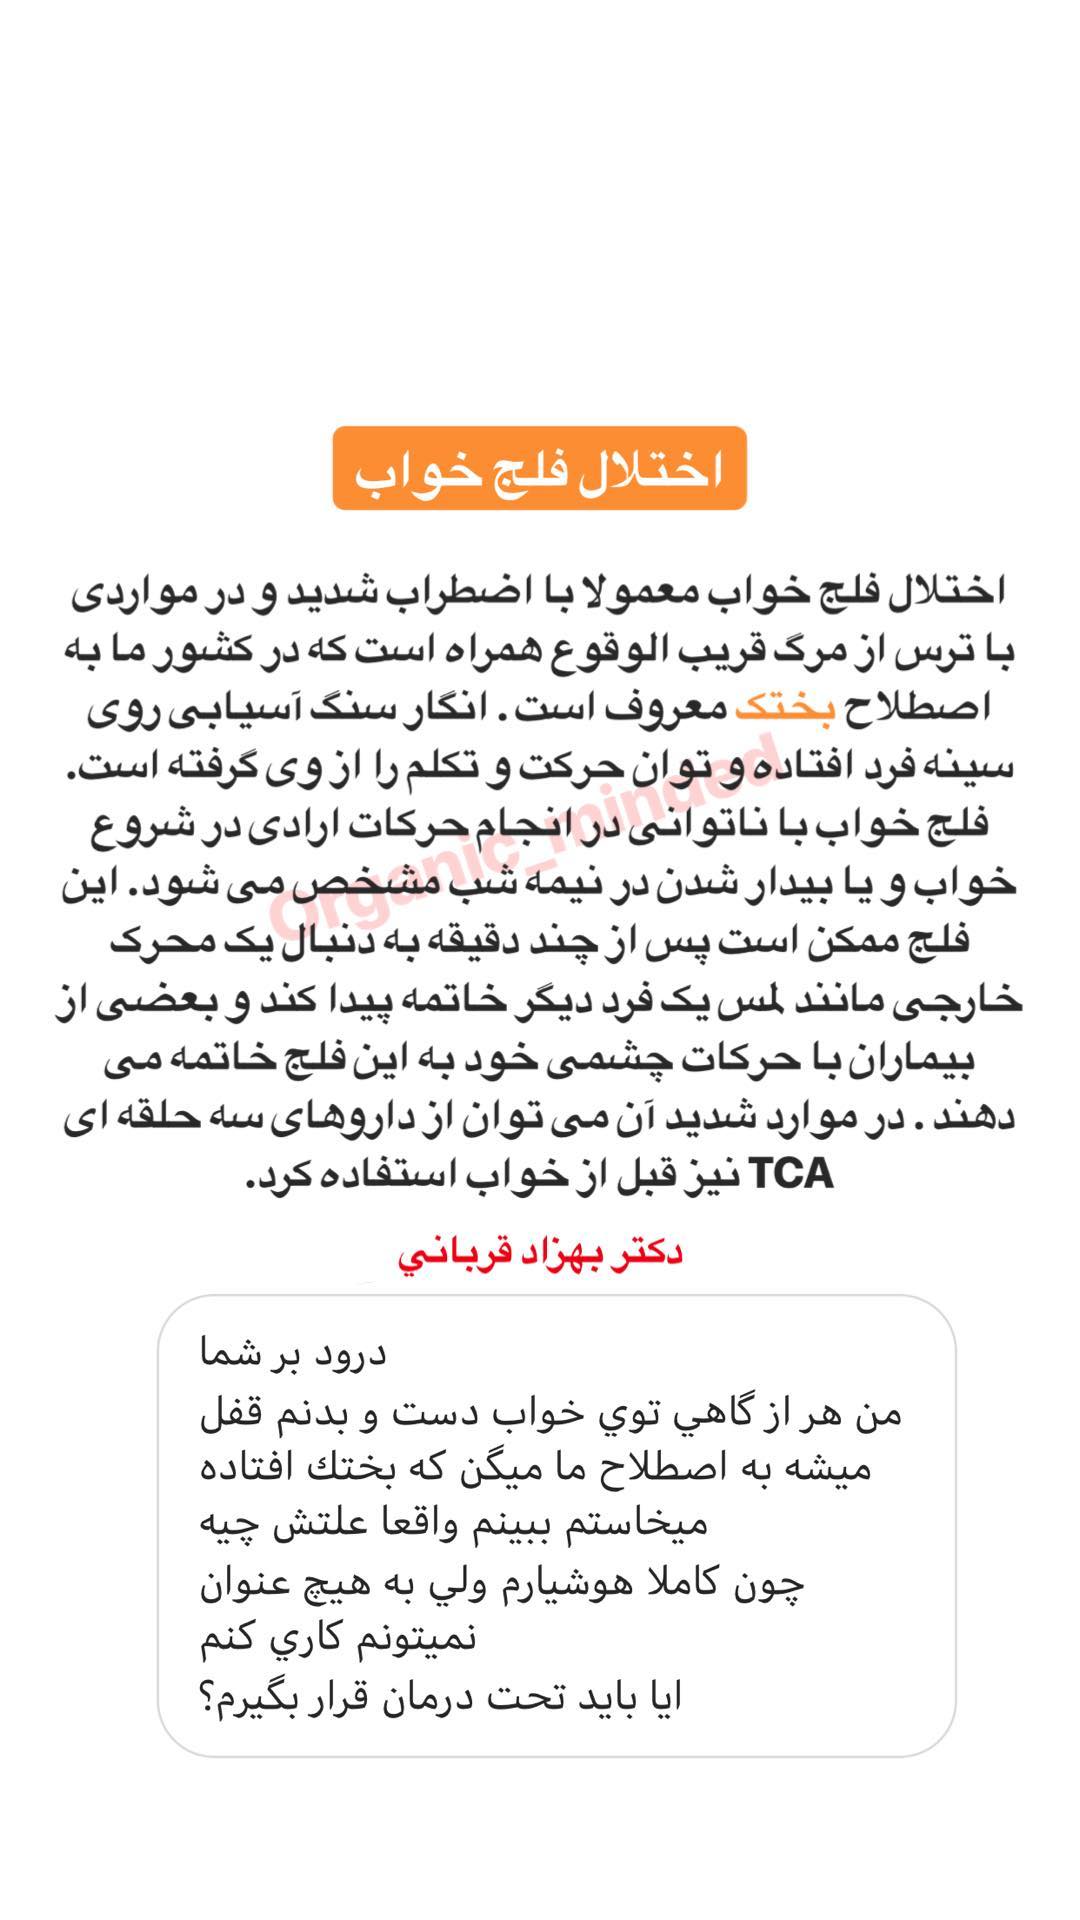 اختلال فلج خواب
اختلال فلج خواب معمولا با اضطراب شدید و در مواردی
با ترس از مرگ قریب الوقوع همراه است که در کشور ما به
اصطلاح بختک معروف است. انگار سنگ آسیابی روی
سینه فرد افتاده و توان حرکت و تکلم را از وی گرفته است.
فلج خواب با ناتوانی در انجام حرکات ارادی در شروع
خواب و یا بیدار شدن در نیمه شب مشخص می شود. این
فلج ممکن است پس از چند دقیقه به دنبال یک محرک
خارجی مانند لمس یک فرد دیگر خاتمه پیدا کند و بعضی از
بیماران با حرکات چشمی خود به این فلج خاتمه می
دهند . در موارد شدید آن می توان از داروهای سه حلقه ای
TCA نیز قبل از خواب استفاده کرد.
Organic_minded
دکتر بهزاد قرباني
درود بر شما
من هر از گاهي توي خواب دست و بدنم قفل
میشه به اصطلاح ما میگن که بختك افتاده
میخاستم ببینم واقعا علتش چیه
چون کاملا هوشیارم ولي به هیچ عنوان
نمیتونم کاري کنم
ایا باید تحت درمان قرار بگیرم؟